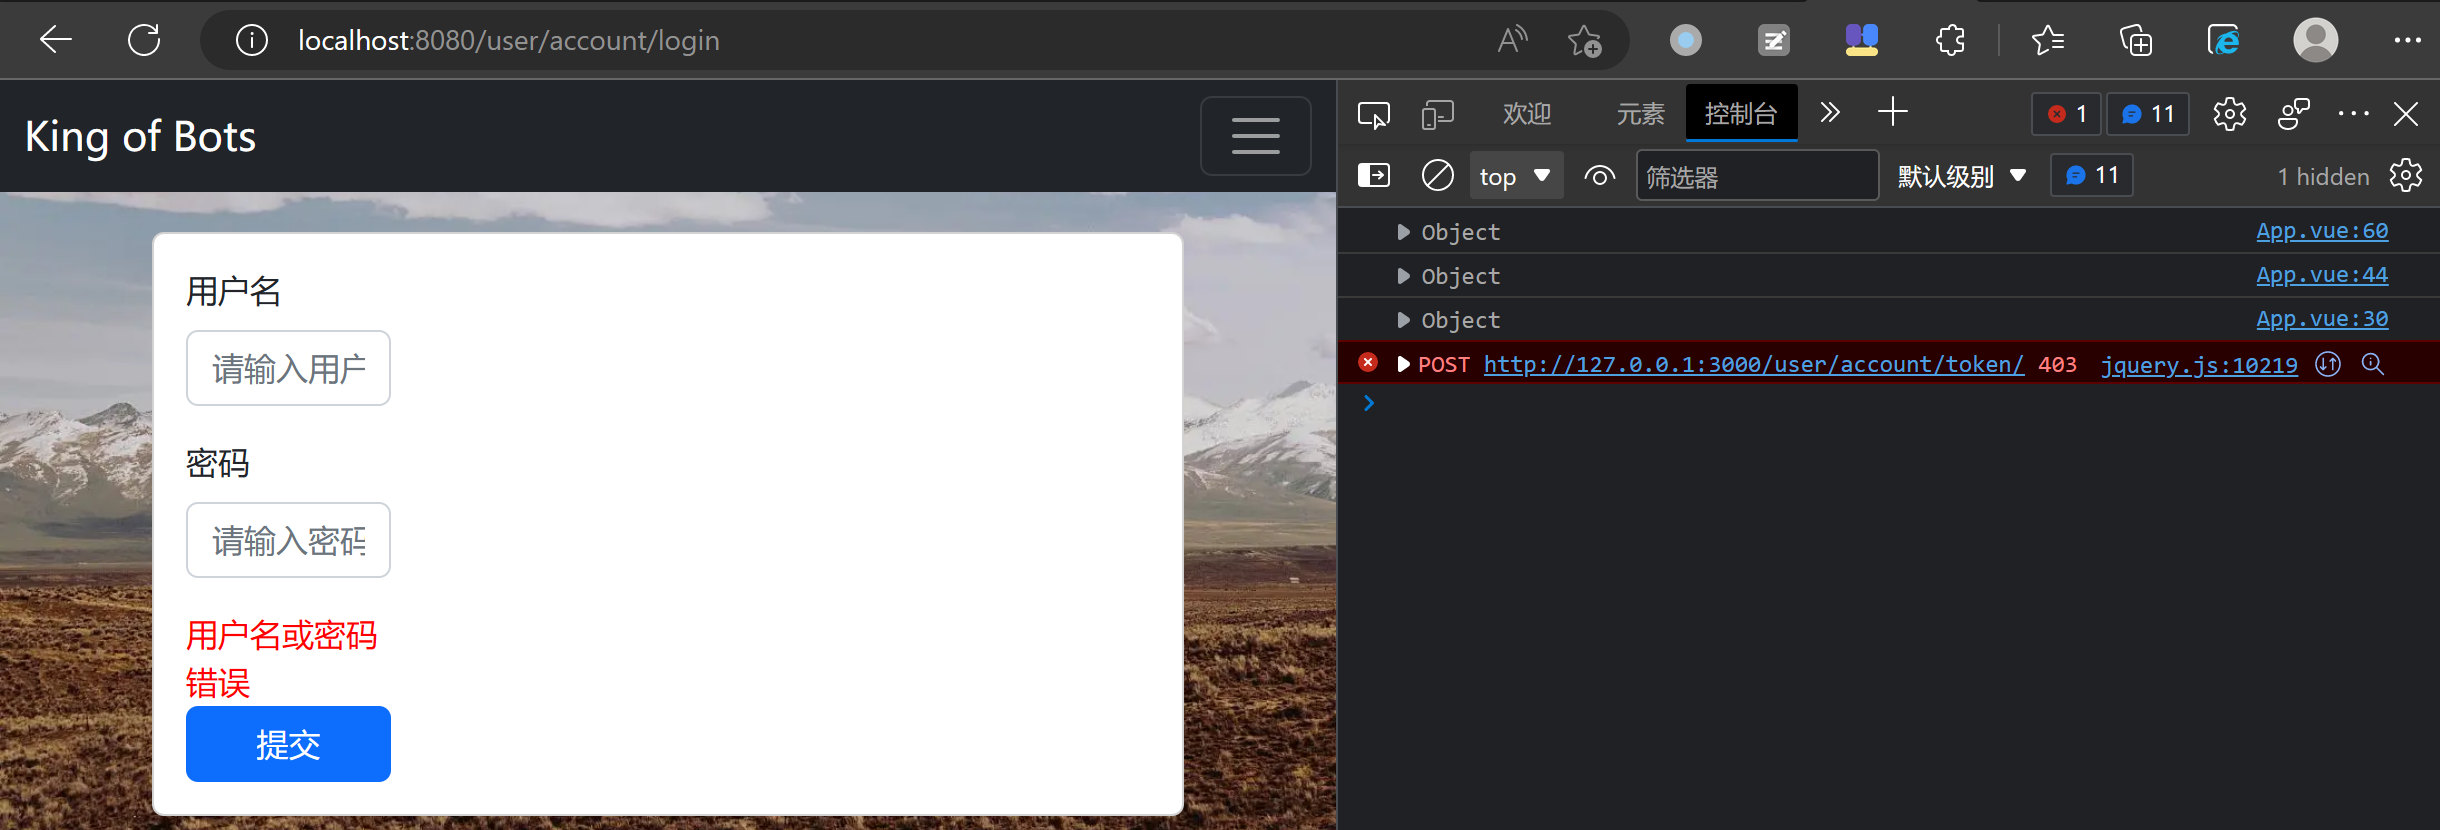 localhost:8080/user/account/login
King of Bots
用户名
请输入用户
密码
请输入密码
用户名或密码
错误
提交
欢迎 元素 控制台 1 11
top 筛选器 默认级别 11 1 hidden
Object App.vue:60
Object App.vue:44
Object App.vue:30
POST http://127.0.0.1:3000/user/account/token/ 403 jquery.js:10219